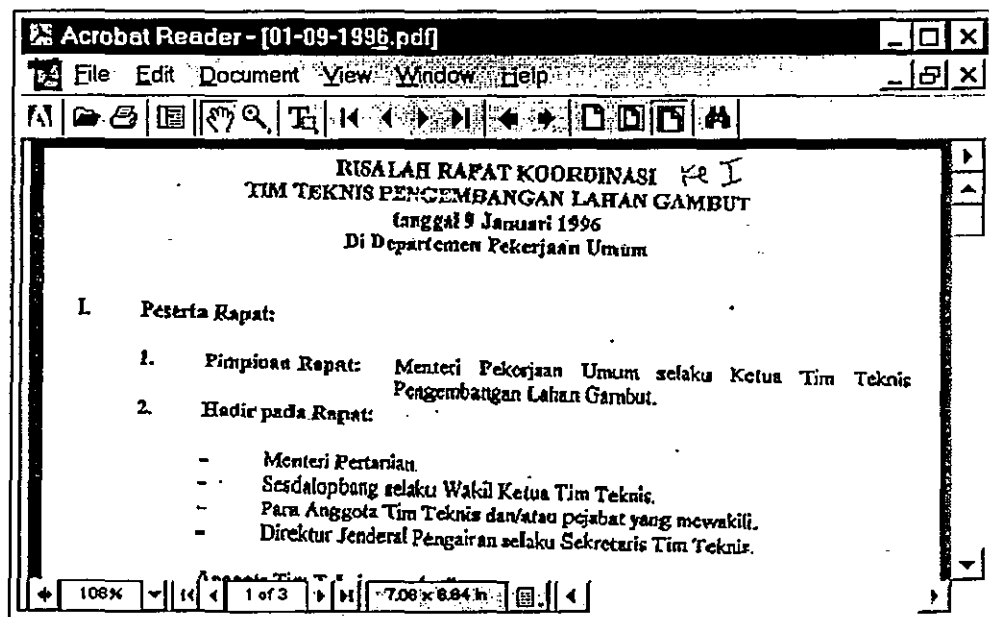 Acrobat Reader - [01-09-1996.pdf]
File Edit Document View Window Help
RISALAH RAPAT KOORDINASI ke I
TIM TEKNIS PENGEMBANGAN LAHAN GAMBUT
tanggal 9 Januari 1996
Di Departemen Pekerjaan Umum
I. Peserta Rapat:
1. Pimpinan Rapat: Menteri Pekerjaan Umum selaku Ketua Tim Teknis
Pengembangan Lahan Gambut.
2. Hadir pada Rapat:
- Menteri Pertanian.
- Sesdalopbang selaku Wakil Ketua Tim Teknis.
- Para Anggota Tim Teknis dan/atau pejabat yang mewakili.
- Direktur Jenderal Pengairan selaku Sekretaris Tim Teknis.
108% 1 of 3 7.08 x 8.84 in